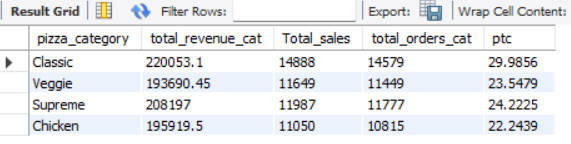 Result Grid Filter Rows: Export: Wrap Cell Content:
pizza_category total_revenue_cat Total_sales total_orders_cat ptc
Classic 220053.1 14888 14579 29.9856
Veggie 193690.45 11649 11449 23.5479
Supreme 208197 11987 11777 24.2225
Chicken 195919.5 11050 10815 22.2439